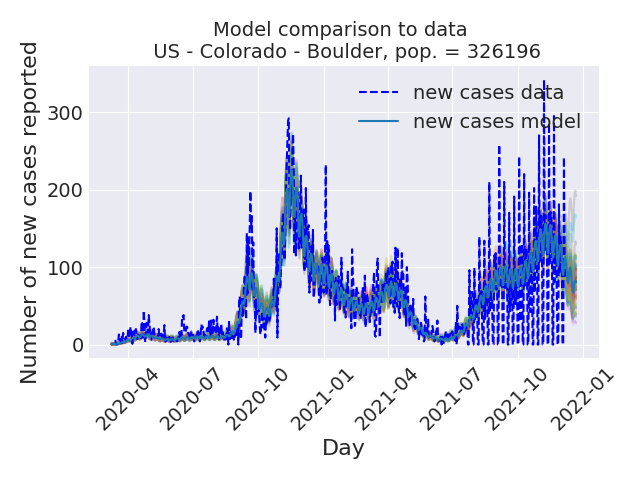 Model comparison to data
US - Colorado - Boulder, pop. = 326196
new cases data
new cases model
Number of new cases reported
300
200
100
0
2020-04
2020-07
2020-10
2021-01
2021-04
2021-07
2021-10
2022-01
Day